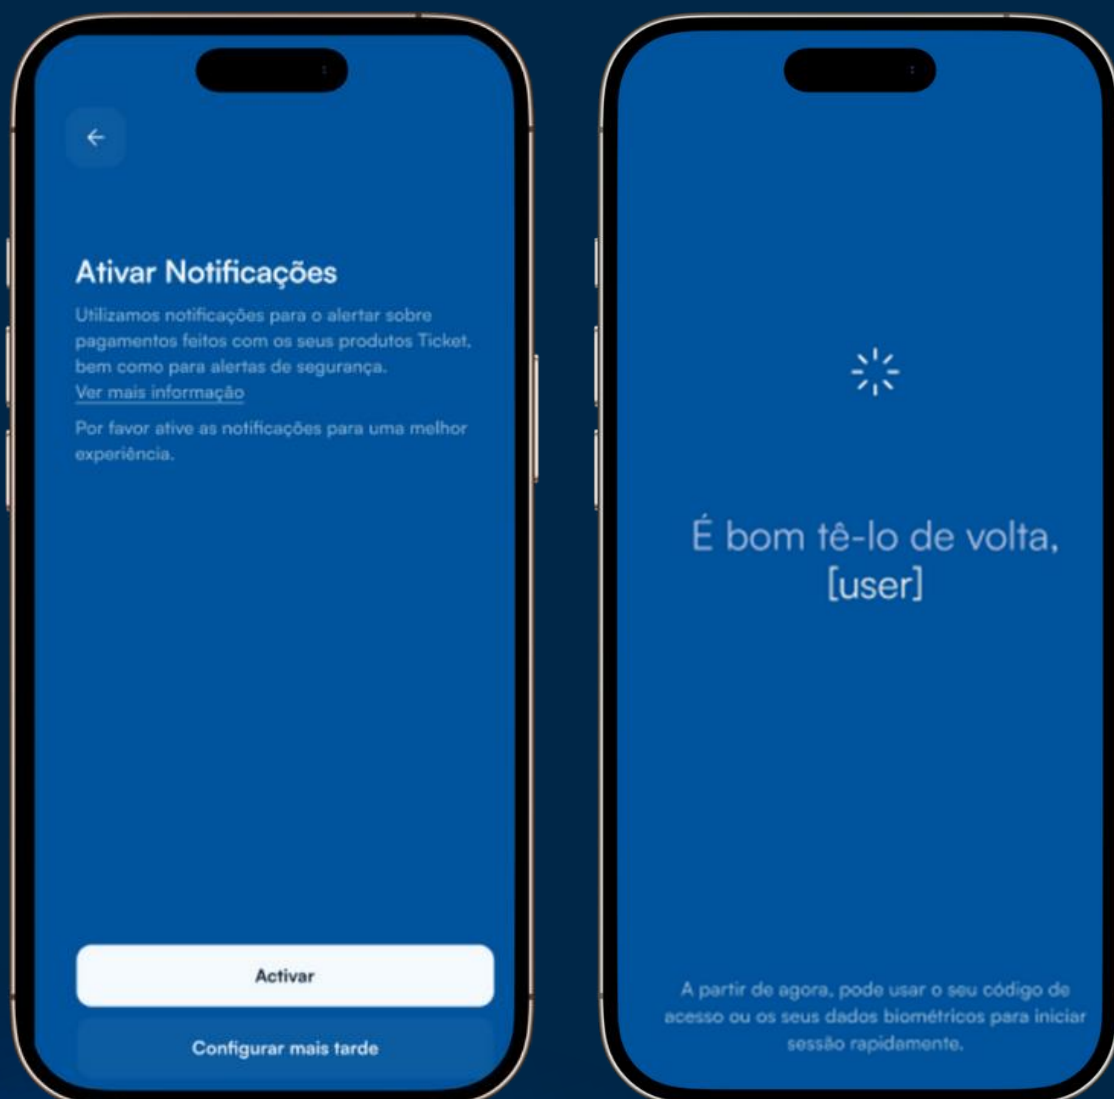 Ativar Notificações
Utilizamos notificações para o alertar sobre
pagamentos feitos com os seus produtos Ticket,
bem como para alertas de segurança.
Ver mais informação
Por favor ative as notificações para uma melhor
experiência.
Activar
Configurar mais tarde
É bom tê-lo de volta,
[user]
A partir de agora, pode usar o seu código de
acesso ou os seus dados biométricos para iniciar
sessão rapidamente.